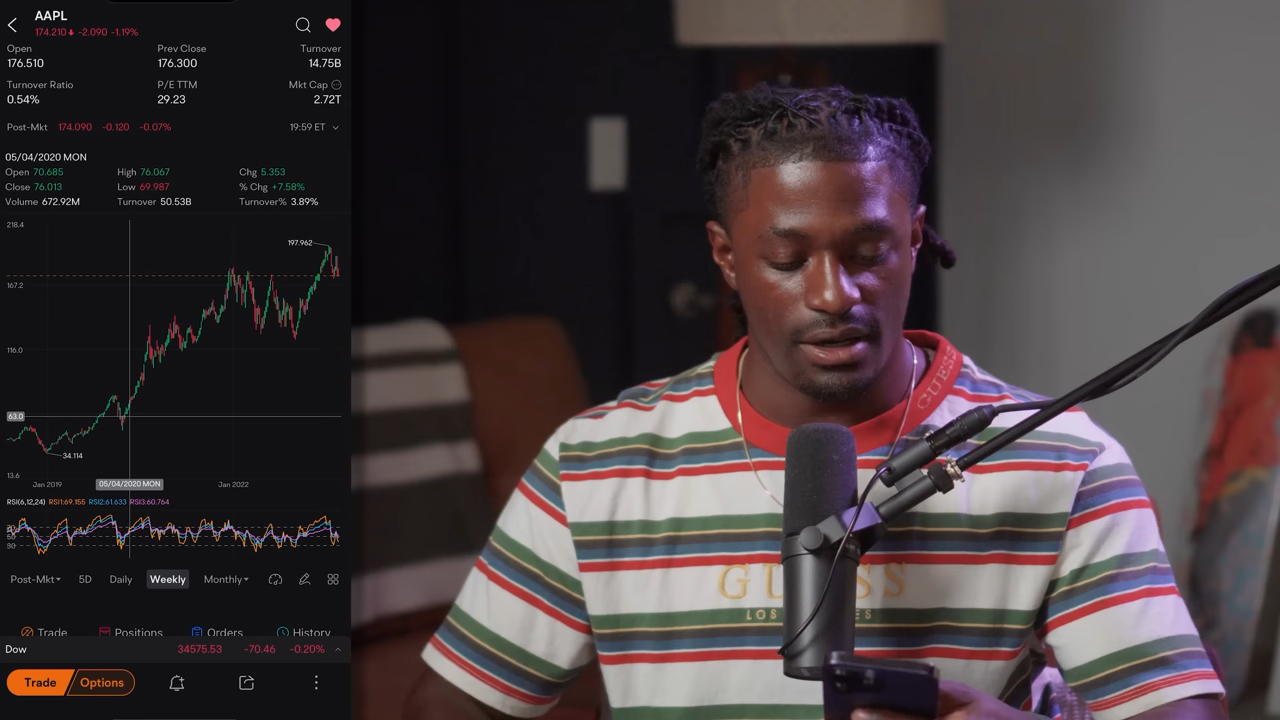 AAPL
174.210 -2.090 -1.19%
Open Prev Close Turnover
176.510 176.300 14.75B
Turnover Ratio P/E TTM Mkt Cap
0.54% 29.23 2.72T
Post-Mkt 174.090 -0.120 -0.07% 19:59 ET
05/04/2020 MON
Open 70.685 High 76.067 Chg 5.353
Close 76.013 Low 69.987 % Chg +7.58%
Volume 672.92M Turnover 50.53B Turnover% 3.89%
218.4
197.962
167.2
116.0
63.0
34.114
13.6
Jan 2019 05/04/2020 MON Jan 2022
RSI(6,12,24) RSI1:69.155 RSI2:61.633 RSI3:60.764
30
Post-Mkt 5D Daily Weekly Monthly
Trade Positions Orders History
Dow 34575.53 -70.46 -0.20%
Trade Options
GUESS
GU SS
LOS ES